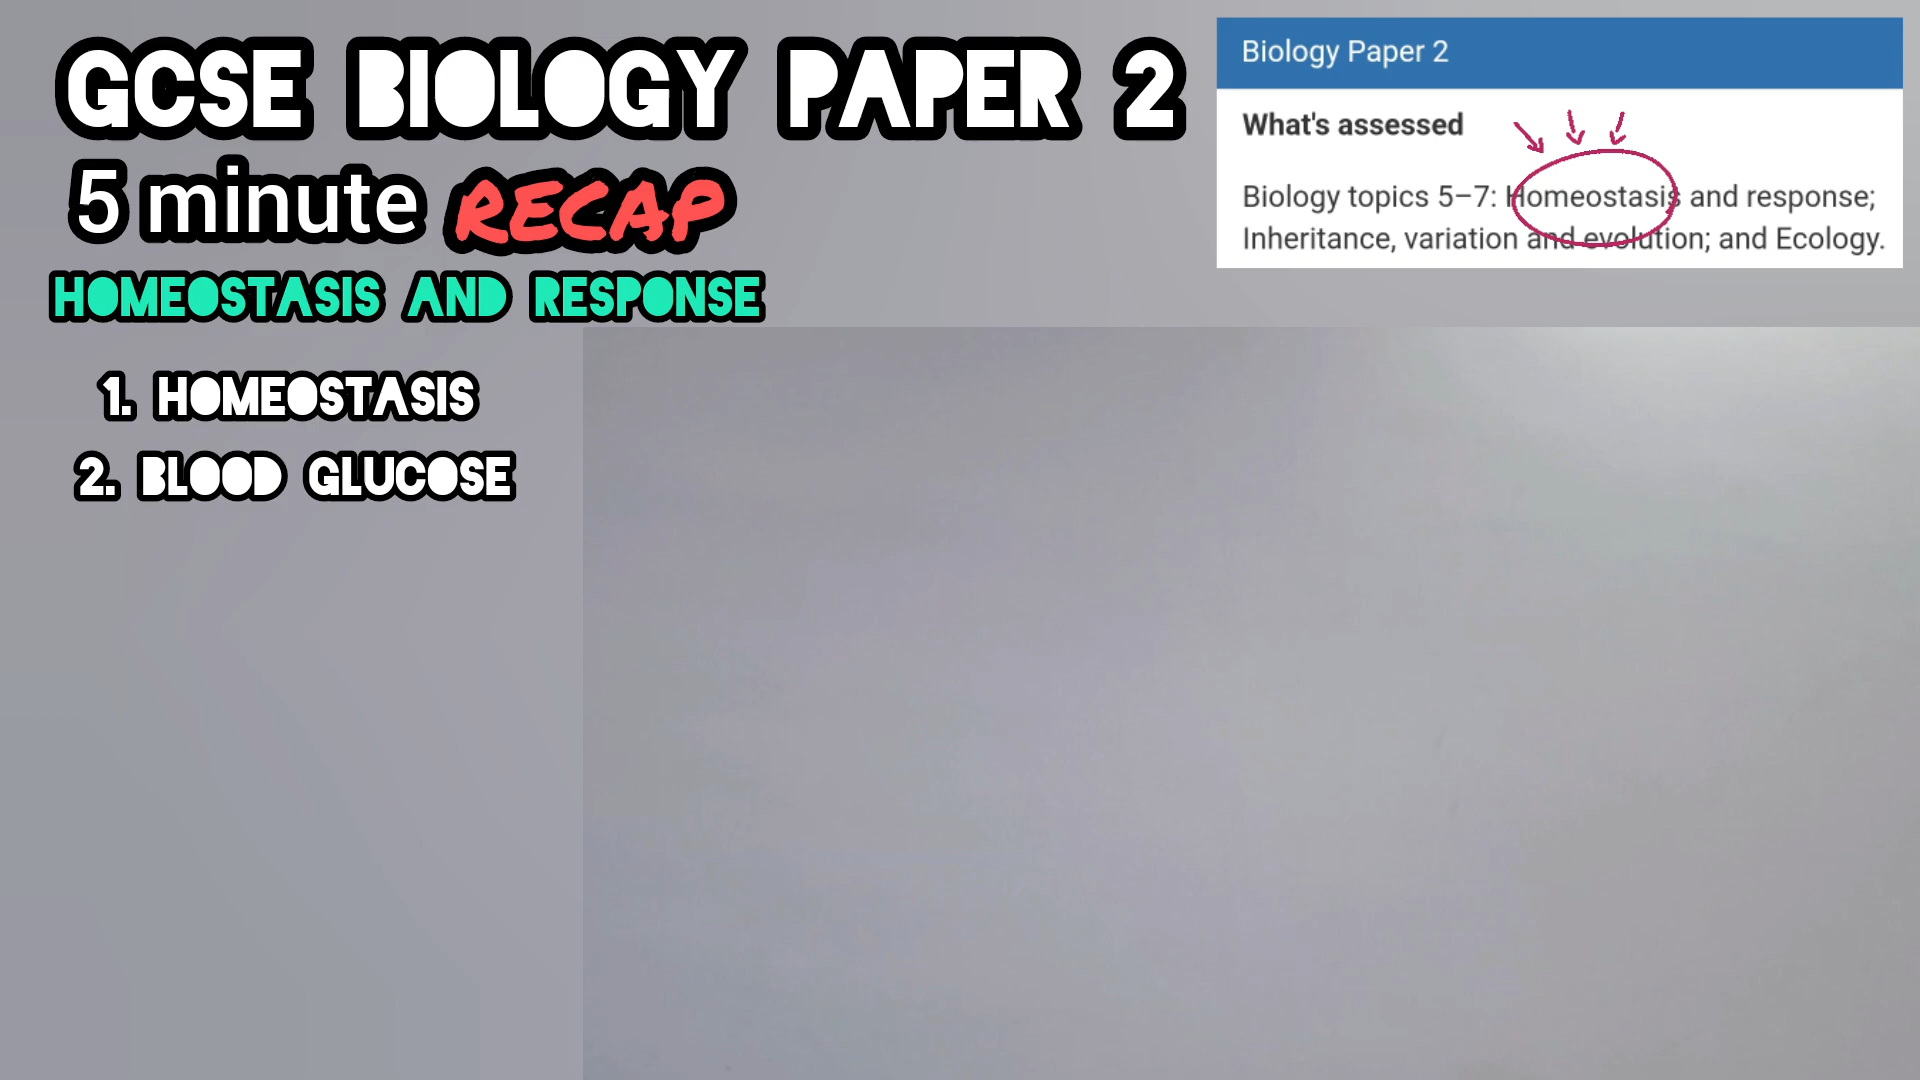 GCSE BIOLOGY PAPER 2
5 minute RECAP
HOMEOSTASIS AND RESPONSE
1. HOMEOSTASIS
2. BLOOD GLUCOSE
Biology Paper 2
What's assessed
Biology topics 5–7: Homeostasis and response;
Inheritance, variation and evolution; and Ecology.